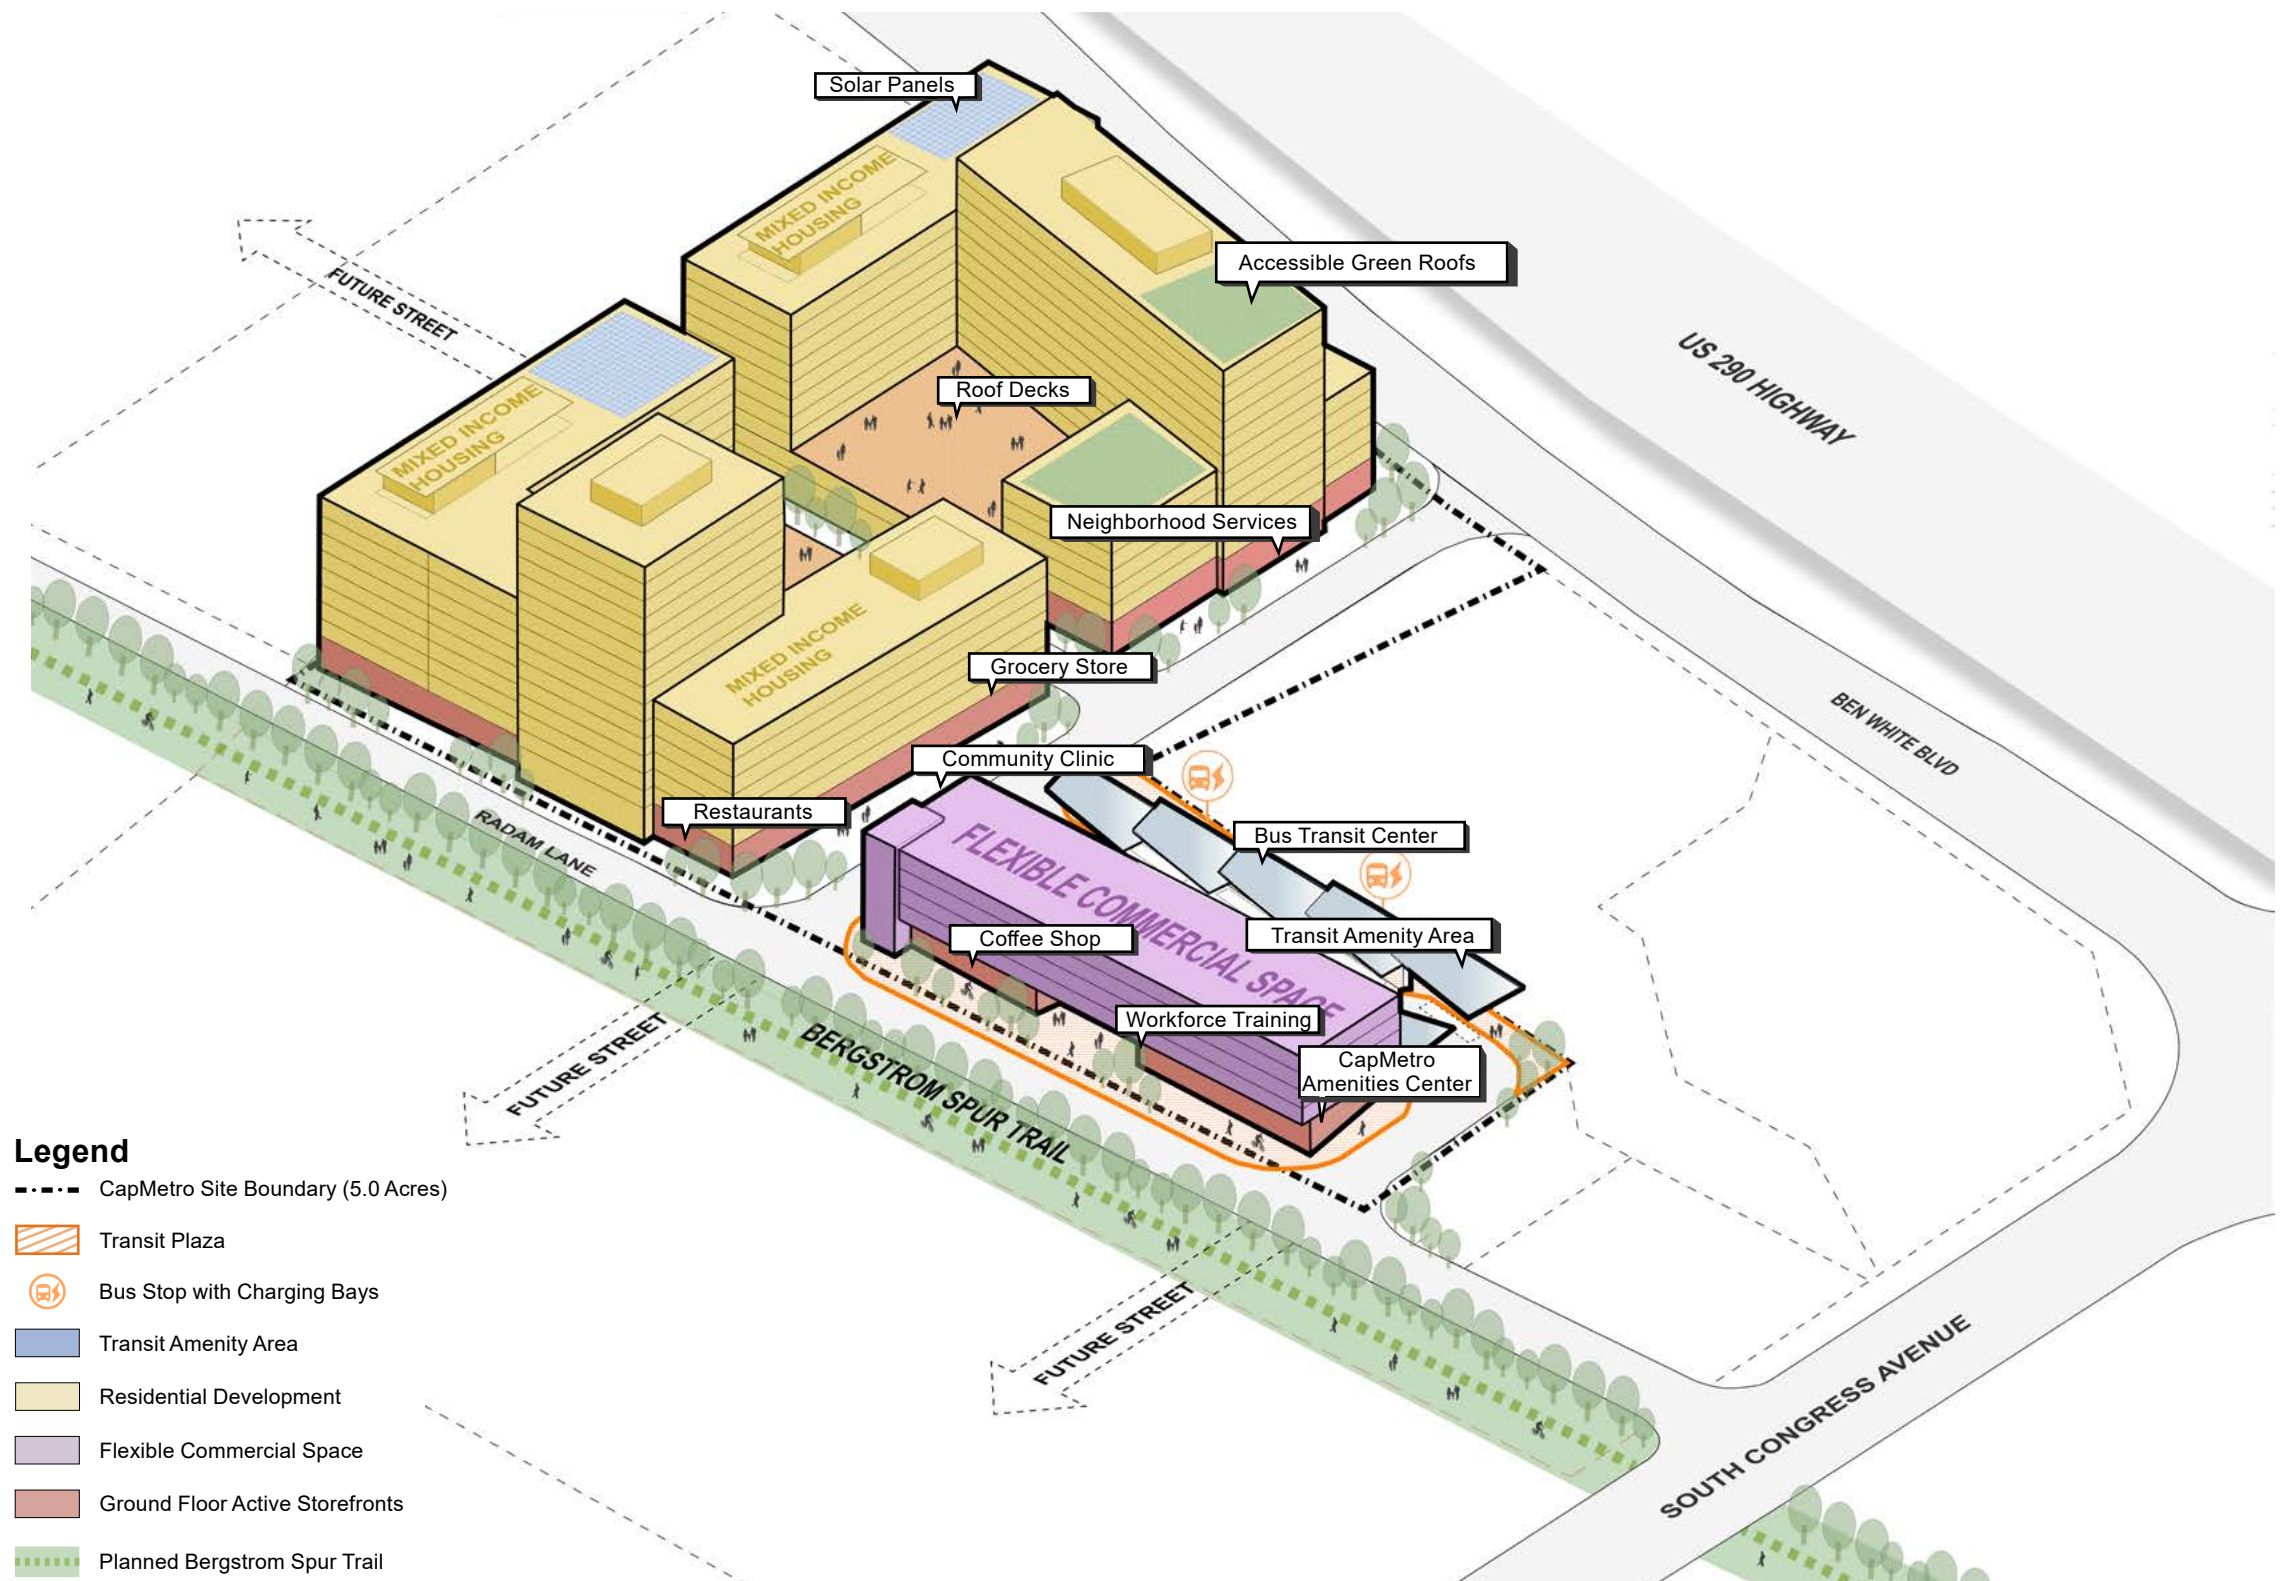 Solar Panels
MIXED INCOME
HOUSING
Accessible Green Roofs
FUTURE STREET
US 290 HIGHWAY
Roof Decks
MIXED INCOME
HOUSING
Neighborhood Services
MIXED INCOME
HOUSING
Grocery Store
BEN WHITE BLVD
Community Clinic
Restaurants
RADAM LANE
Bus Transit Center
FLEXIBLE COMMERCIAL SPACE
Coffee Shop
Transit Amenity Area
Workforce Training
CapMetro
Amenities Center
FUTURE STREET
BERGSTROM SPUR TRAIL
FUTURE STREET
SOUTH CONGRESS AVENUE
Legend
CapMetro Site Boundary (5.0 Acres)
Transit Plaza
Bus Stop with Charging Bays
Transit Amenity Area
Residential Development
Flexible Commercial Space
Ground Floor Active Storefronts
Planned Bergstrom Spur Trail